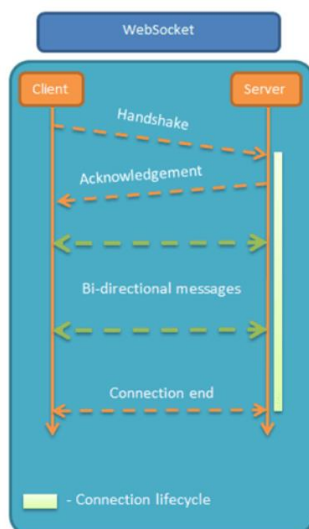 WebSocket
Client
Server
Handshake
Acknowledgement
Bi-directional messages
Connection end
- Connection lifecycle